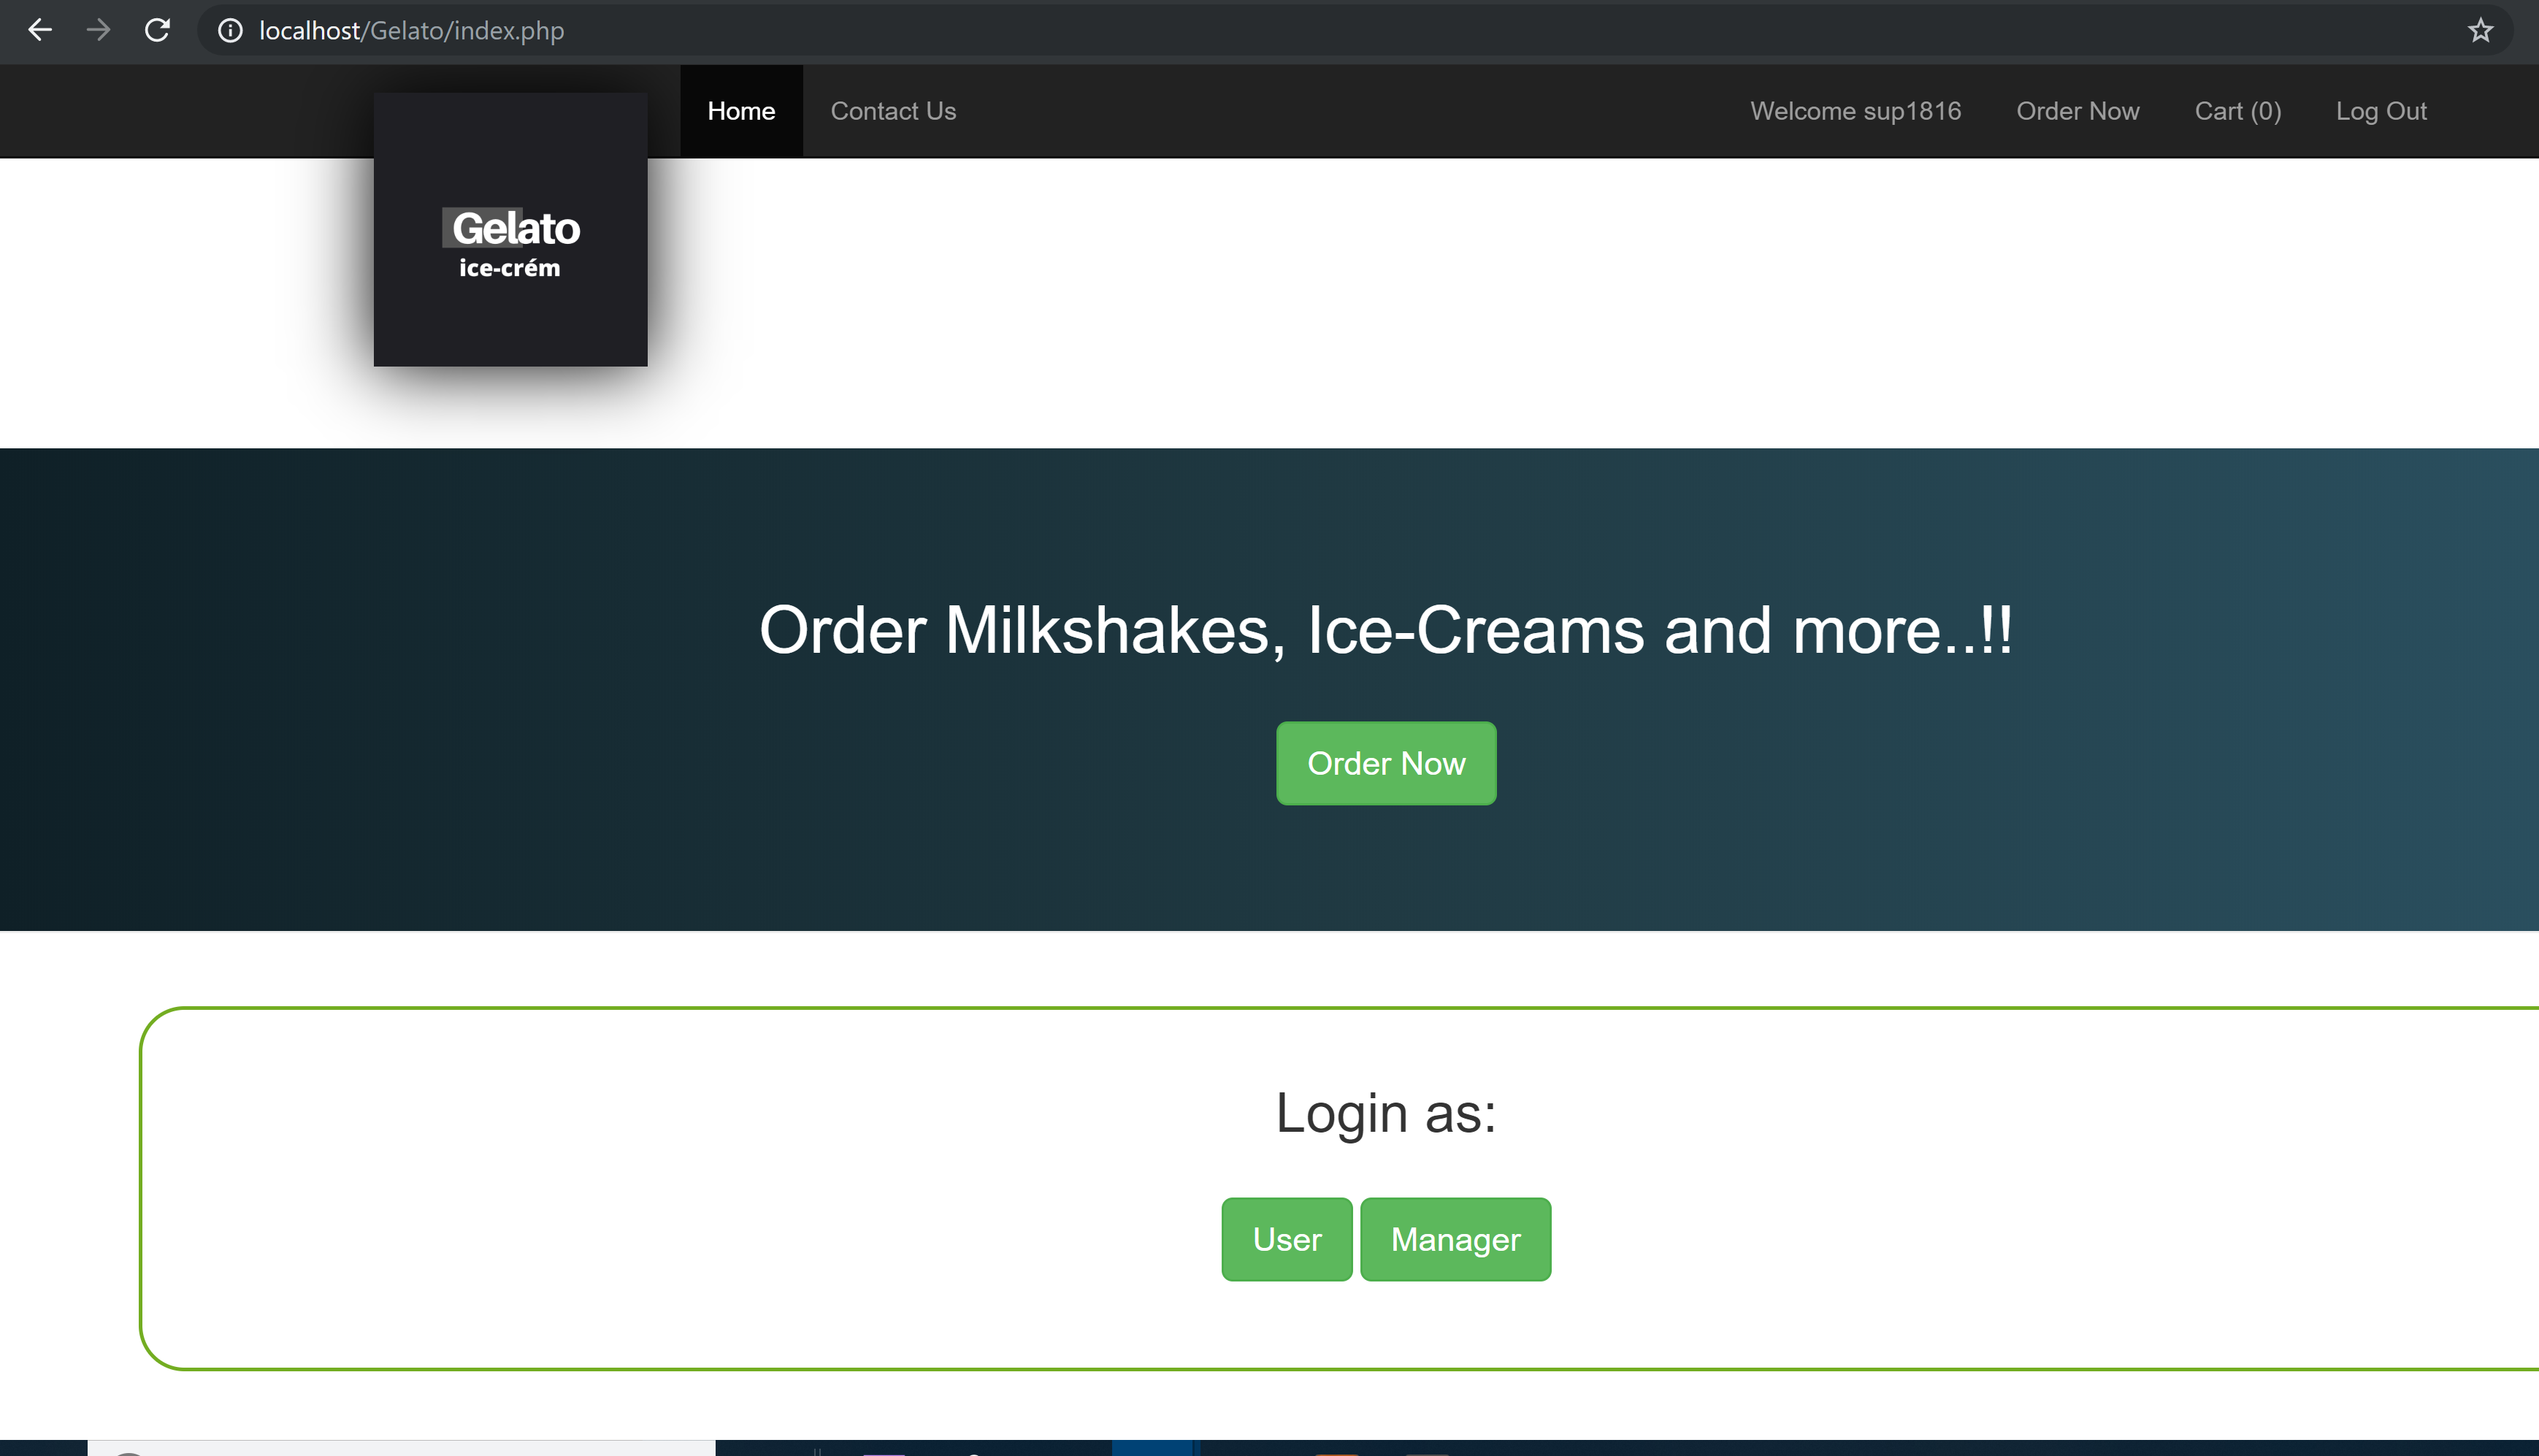 localhost/Gelato/index.php
Home Contact Us Welcome sup1816 Order Now Cart (0) Log Out
Gelato
ice-crém
Order Milkshakes, Ice-Creams and more..!!
Order Now
Login as:
User Manager